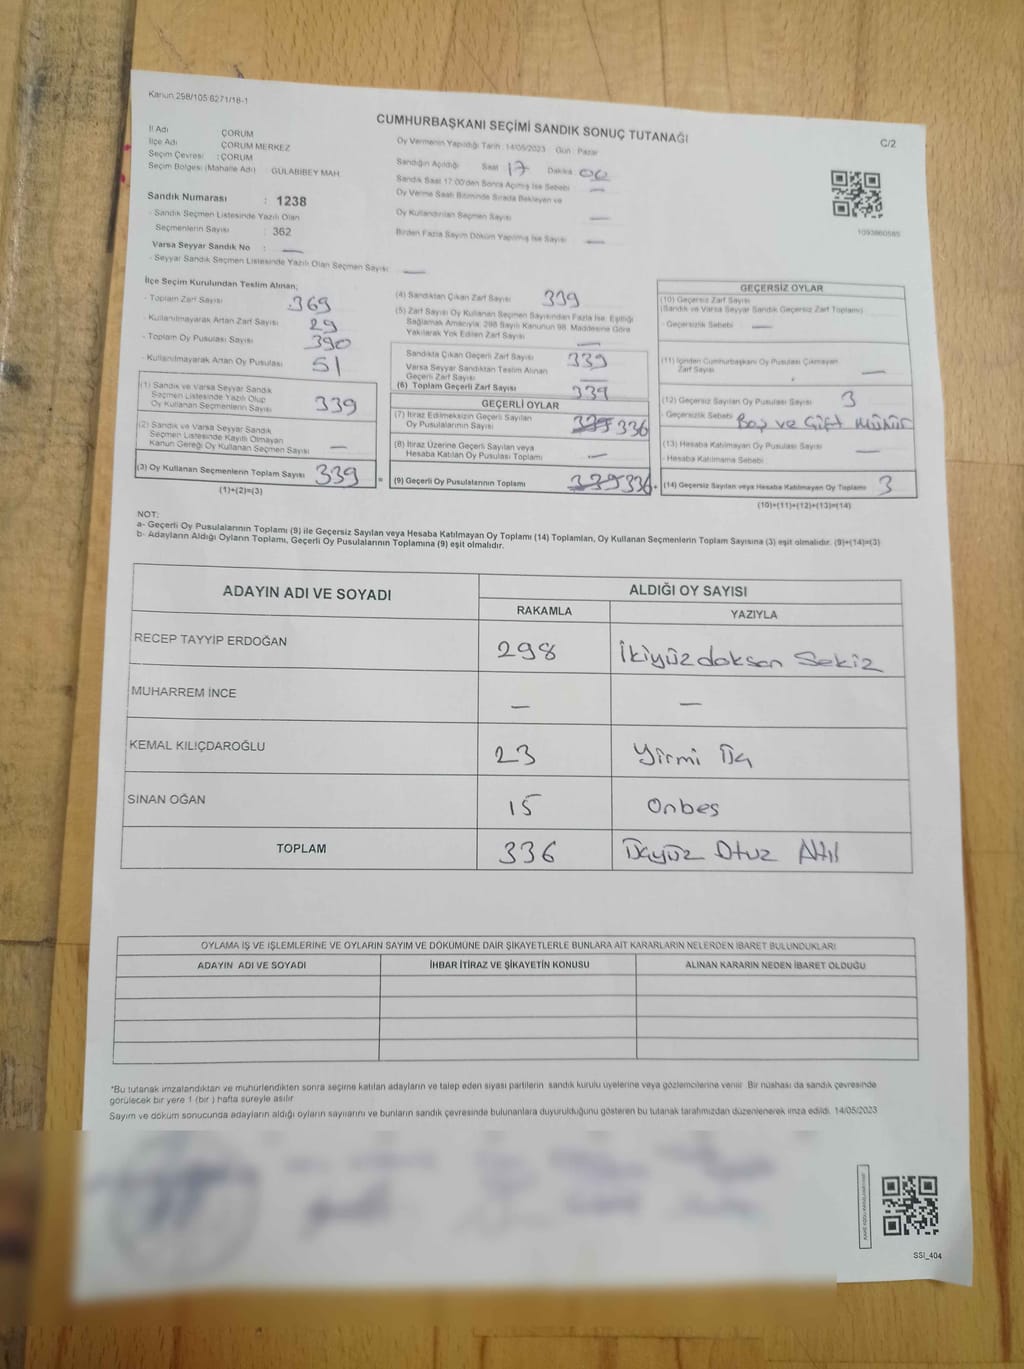 Kanun 298/105 6271/18-1
CUMHURBAŞKANI SEÇİMİ SANDIK SONUÇ TUTANAĞI
C/2
İl Adı ÇORUM
İlçe Adı ÇORUM MERKEZ
Seçim Çevresi : ÇORUM
Seçim Bölgesi (Mahalle Adı) GÜLABİBEY MAH.
Sandık Numarası : 1238
- Sandık Seçmen Listesinde Yazılı Olan
Seçmenlerin Sayısı : 362
Varsa Seyyar Sandık No : —
- Seyyar Sandık Seçmen Listesinde Yazılı Olan Seçmen Sayısı —
Oy Vermenin Yapıldığı Tarih : 14/05/2023 Gün : Pazar
Sandığın Açıldığı Saat 17 Dakika 00
Sandık Saat 17:00'den Sonra Açılmış İse Sebebi —
Oy Verme Saati Bitiminde Sırada Bekleyen ve
Oy Kullandırılan Seçmen Sayısı —
Birden Fazla Sayım Döküm Yapılmış İse Sayısı —
1093860585
İlçe Seçim Kurulundan Teslim Alınan;
- Toplam Zarf Sayısı 369
- Kullanılmayarak Artan Zarf Sayısı 29
- Toplam Oy Pusulası Sayısı 390
- Kullanılmayarak Artan Oy Pusulası 51
(1) Sandık ve Varsa Seyyar Sandık
Seçmen Listesinde Yazılı Olup
Oy Kullanan Seçmenlerin Sayısı 339
(2) Sandık ve Varsa Seyyar Sandık
Seçmen Listesinde Kayıtlı Olmayan
Kanun Gereği Oy Kullanan Seçmen Sayısı —
(3) Oy Kullanan Seçmenlerin Toplam Sayısı 339 =
(1)+(2)=(3)
(4) Sandıktan Çıkan Zarf Sayısı 339
(5) Zarf Sayısı Oy Kullanan Seçmen Sayısından Fazla İse, Eşitliği
Sağlamak Amacıyla, 298 Sayılı Kanunun 98. Maddesine Göre
Yakılarak Yok Edilen Zarf Sayısı —
Sandıkta Çıkan Geçerli Zarf Sayısı 339
Varsa Seyyar Sandıktan Teslim Alınan
Geçerli Zarf Sayısı —
(6) Toplam Geçerli Zarf Sayısı 339
GEÇERLİ OYLAR
(7) İtiraz Edilmeksizin Geçerli Sayılan
Oy Pusulalarının Sayısı 336
(8) İtiraz Üzerine Geçerli Sayılan veya
Hesaba Katılan Oy Pusulası Toplamı —
(9) Geçerli Oy Pusulalarının Toplamı 336 +
GEÇERSİZ OYLAR
(10) Geçersiz Zarf Sayısı
(Sandık ve Varsa Seyyar Sandık Geçersiz Zarf Toplamı)
- Geçersizlik Sebebi —
(11) İçinden Cumhurbaşkanı Oy Pusulası Çıkmayan
Zarf Sayısı —
(12) Geçersiz Sayılan Oy Pusulası Sayısı 3
- Geçersizlik Sebebi Boş ve Çift Mühür
(13) Hesaba Katılmayan Oy Pusulası Sayısı —
- Hesaba Katılmama Sebebi
(14) Geçersiz Sayılan veya Hesaba Katılmayan Oy Toplamı 3
(10)+(11)+(12)+(13)=(14)
NOT:
a- Geçerli Oy Pusulalarının Toplamı (9) ile Geçersiz Sayılan veya Hesaba Katılmayan Oy Toplamı (14) Toplamları, Oy Kullanan Seçmenlerin Toplam Sayısına (3) eşit olmalıdır. (9)+(14)=(3)
b- Adayların Aldığı Oyların Toplamı, Geçerli Oy Pusulalarının Toplamına (9) eşit olmalıdır.
ADAYIN ADI VE SOYADI ALDIĞI OY SAYISI
RAKAMLA YAZIYLA
RECEP TAYYİP ERDOĞAN 298 İkiyüzdoksan Sekiz
MUHARREM İNCE — —
KEMAL KILIÇDAROĞLU 23 Yirmi Üç
SİNAN OĞAN 15 Onbeş
TOPLAM 336 Üçyüz Otuz Altı
OYLAMA İŞ VE İŞLEMLERİNE VE OYLARIN SAYIM VE DÖKÜMÜNE DAİR ŞİKAYETLERLE BUNLARA AİT KARARLARIN NELERDEN İBARET BULUNDUKLARI
ADAYIN ADI VE SOYADI İHBAR İTİRAZ VE ŞİKAYETİN KONUSU ALINAN KARARIN NEDEN İBARET OLDUĞU
"Bu tutanak imzalandıktan ve mühürlendikten sonra seçime katılan adayların ve talep eden siyasi partilerin sandık kurulu üyelerine veya gözlemcilerine verilir. Bir nüshası da sandık çevresinde
görülecek bir yere 1 (bir) hafta süreyle asılır
Sayım ve döküm sonucunda adayların aldığı oyların sayılarını ve bunların sandık çevresinde bulunanlara duyurulduğunu gösteren bu tutanak tarafımızdan düzenlenerek imza edildi. 14/05/2023
SSI_404